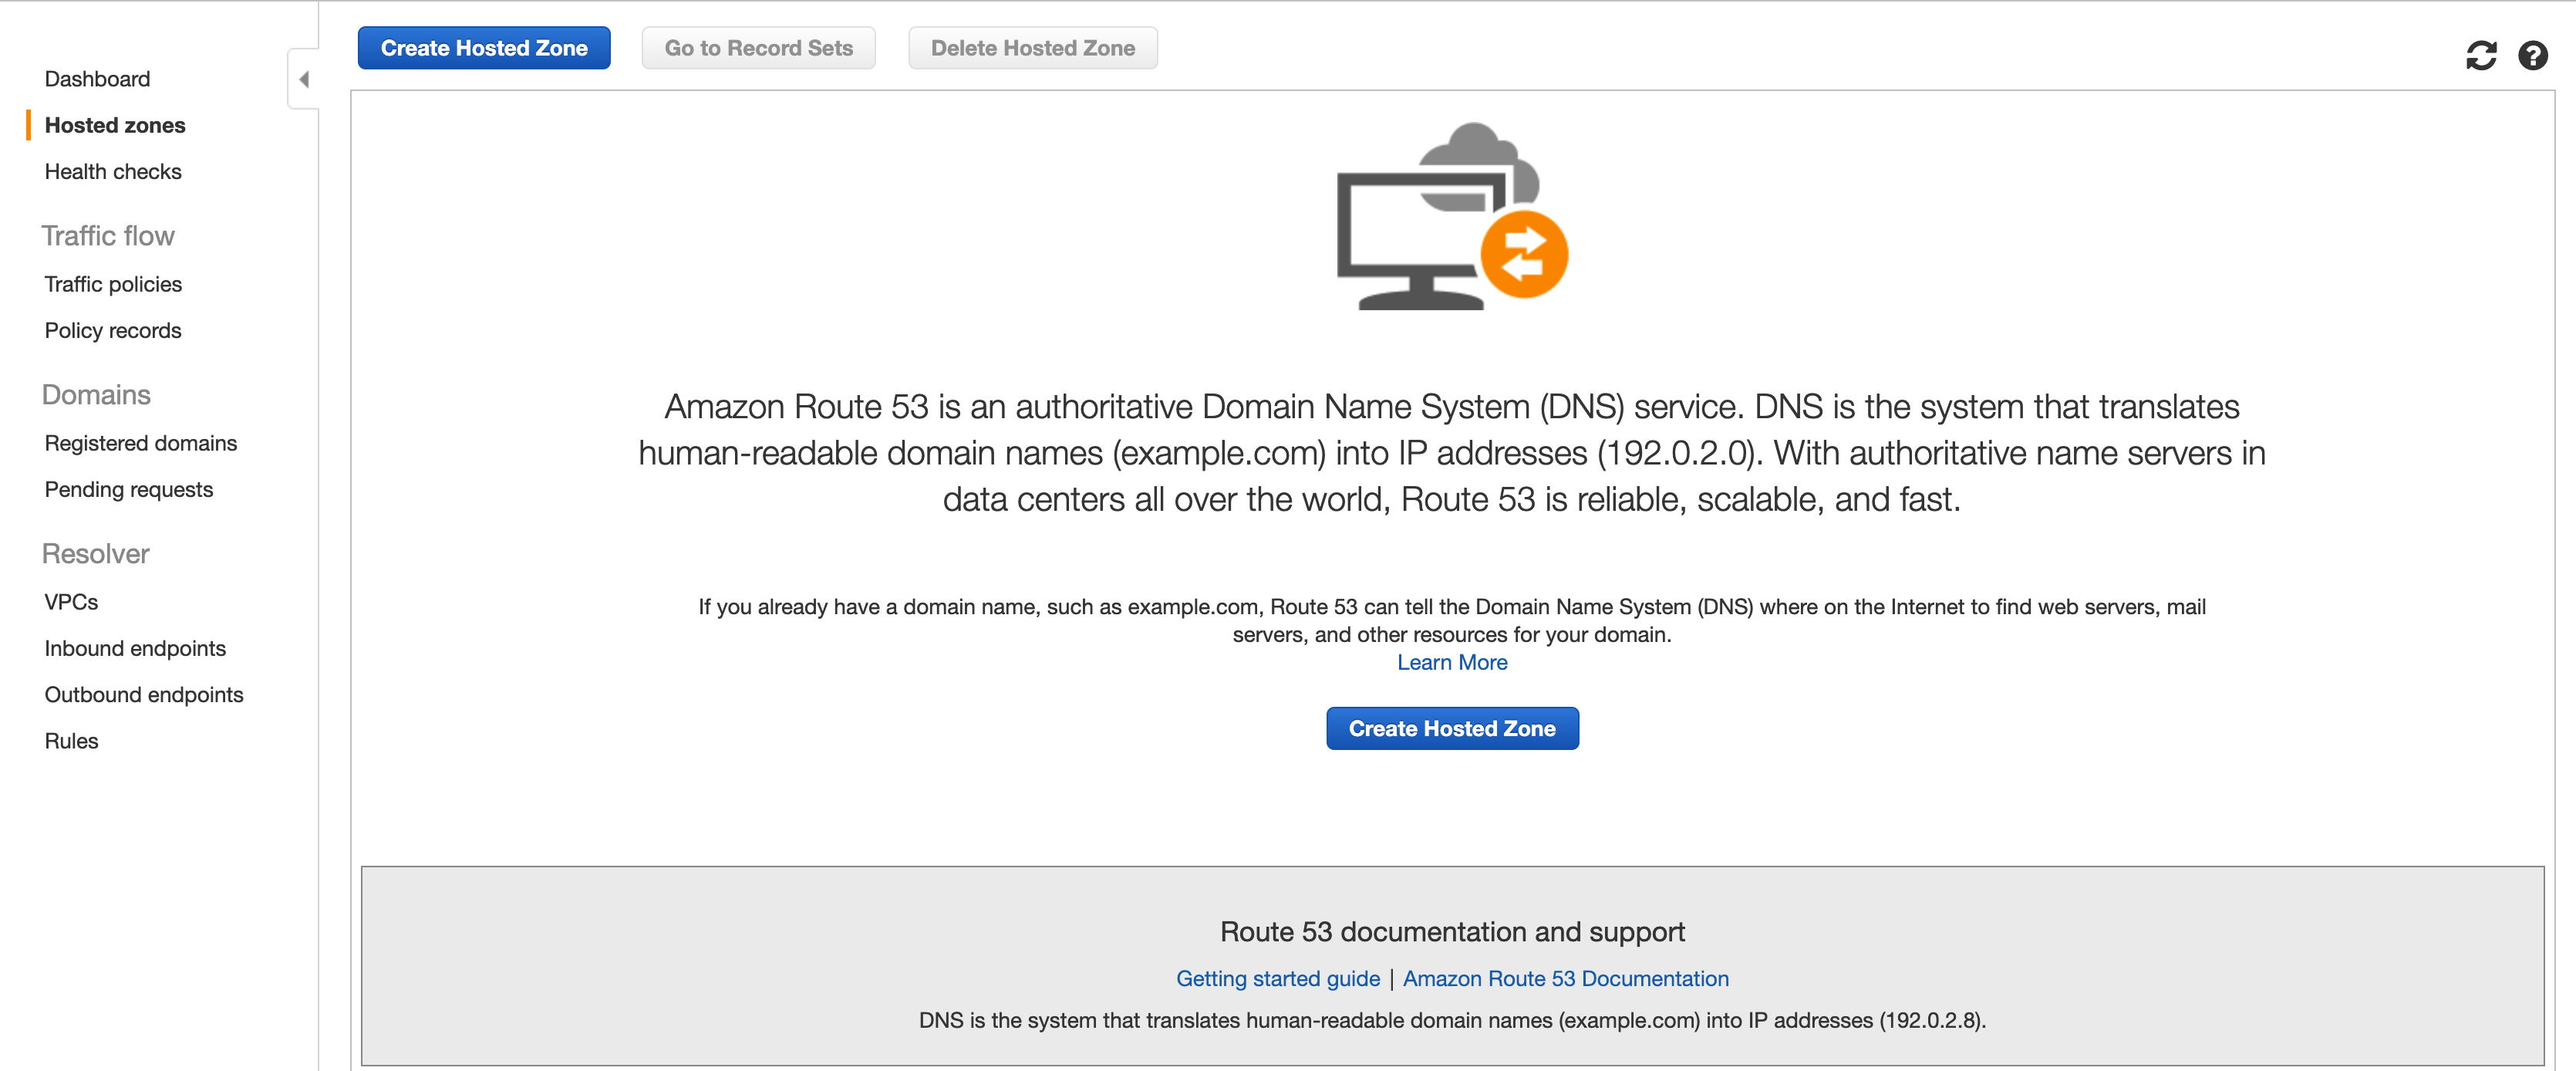 Dashboard
Hosted zones
Health checks
Traffic flow
Traffic policies
Policy records
Domains
Registered domains
Pending requests
Resolver
VPCs
Inbound endpoints
Outbound endpoints
Rules
Create Hosted Zone
Go to Record Sets
Delete Hosted Zone
?
Amazon Route 53 is an authoritative Domain Name System (DNS) service. DNS is the system that translates
human-readable domain names (example.com) into IP addresses (192.0.2.0). With authoritative name servers in
data centers all over the world, Route 53 is reliable, scalable, and fast.
If you already have a domain name, such as example.com, Route 53 can tell the Domain Name System (DNS) where on the Internet to find web servers, mail
servers, and other resources for your domain.
Learn More
Create Hosted Zone
Route 53 documentation and support
Getting started guide | Amazon Route 53 Documentation
DNS is the system that translates human-readable domain names (example.com) into IP addresses (192.0.2.8).